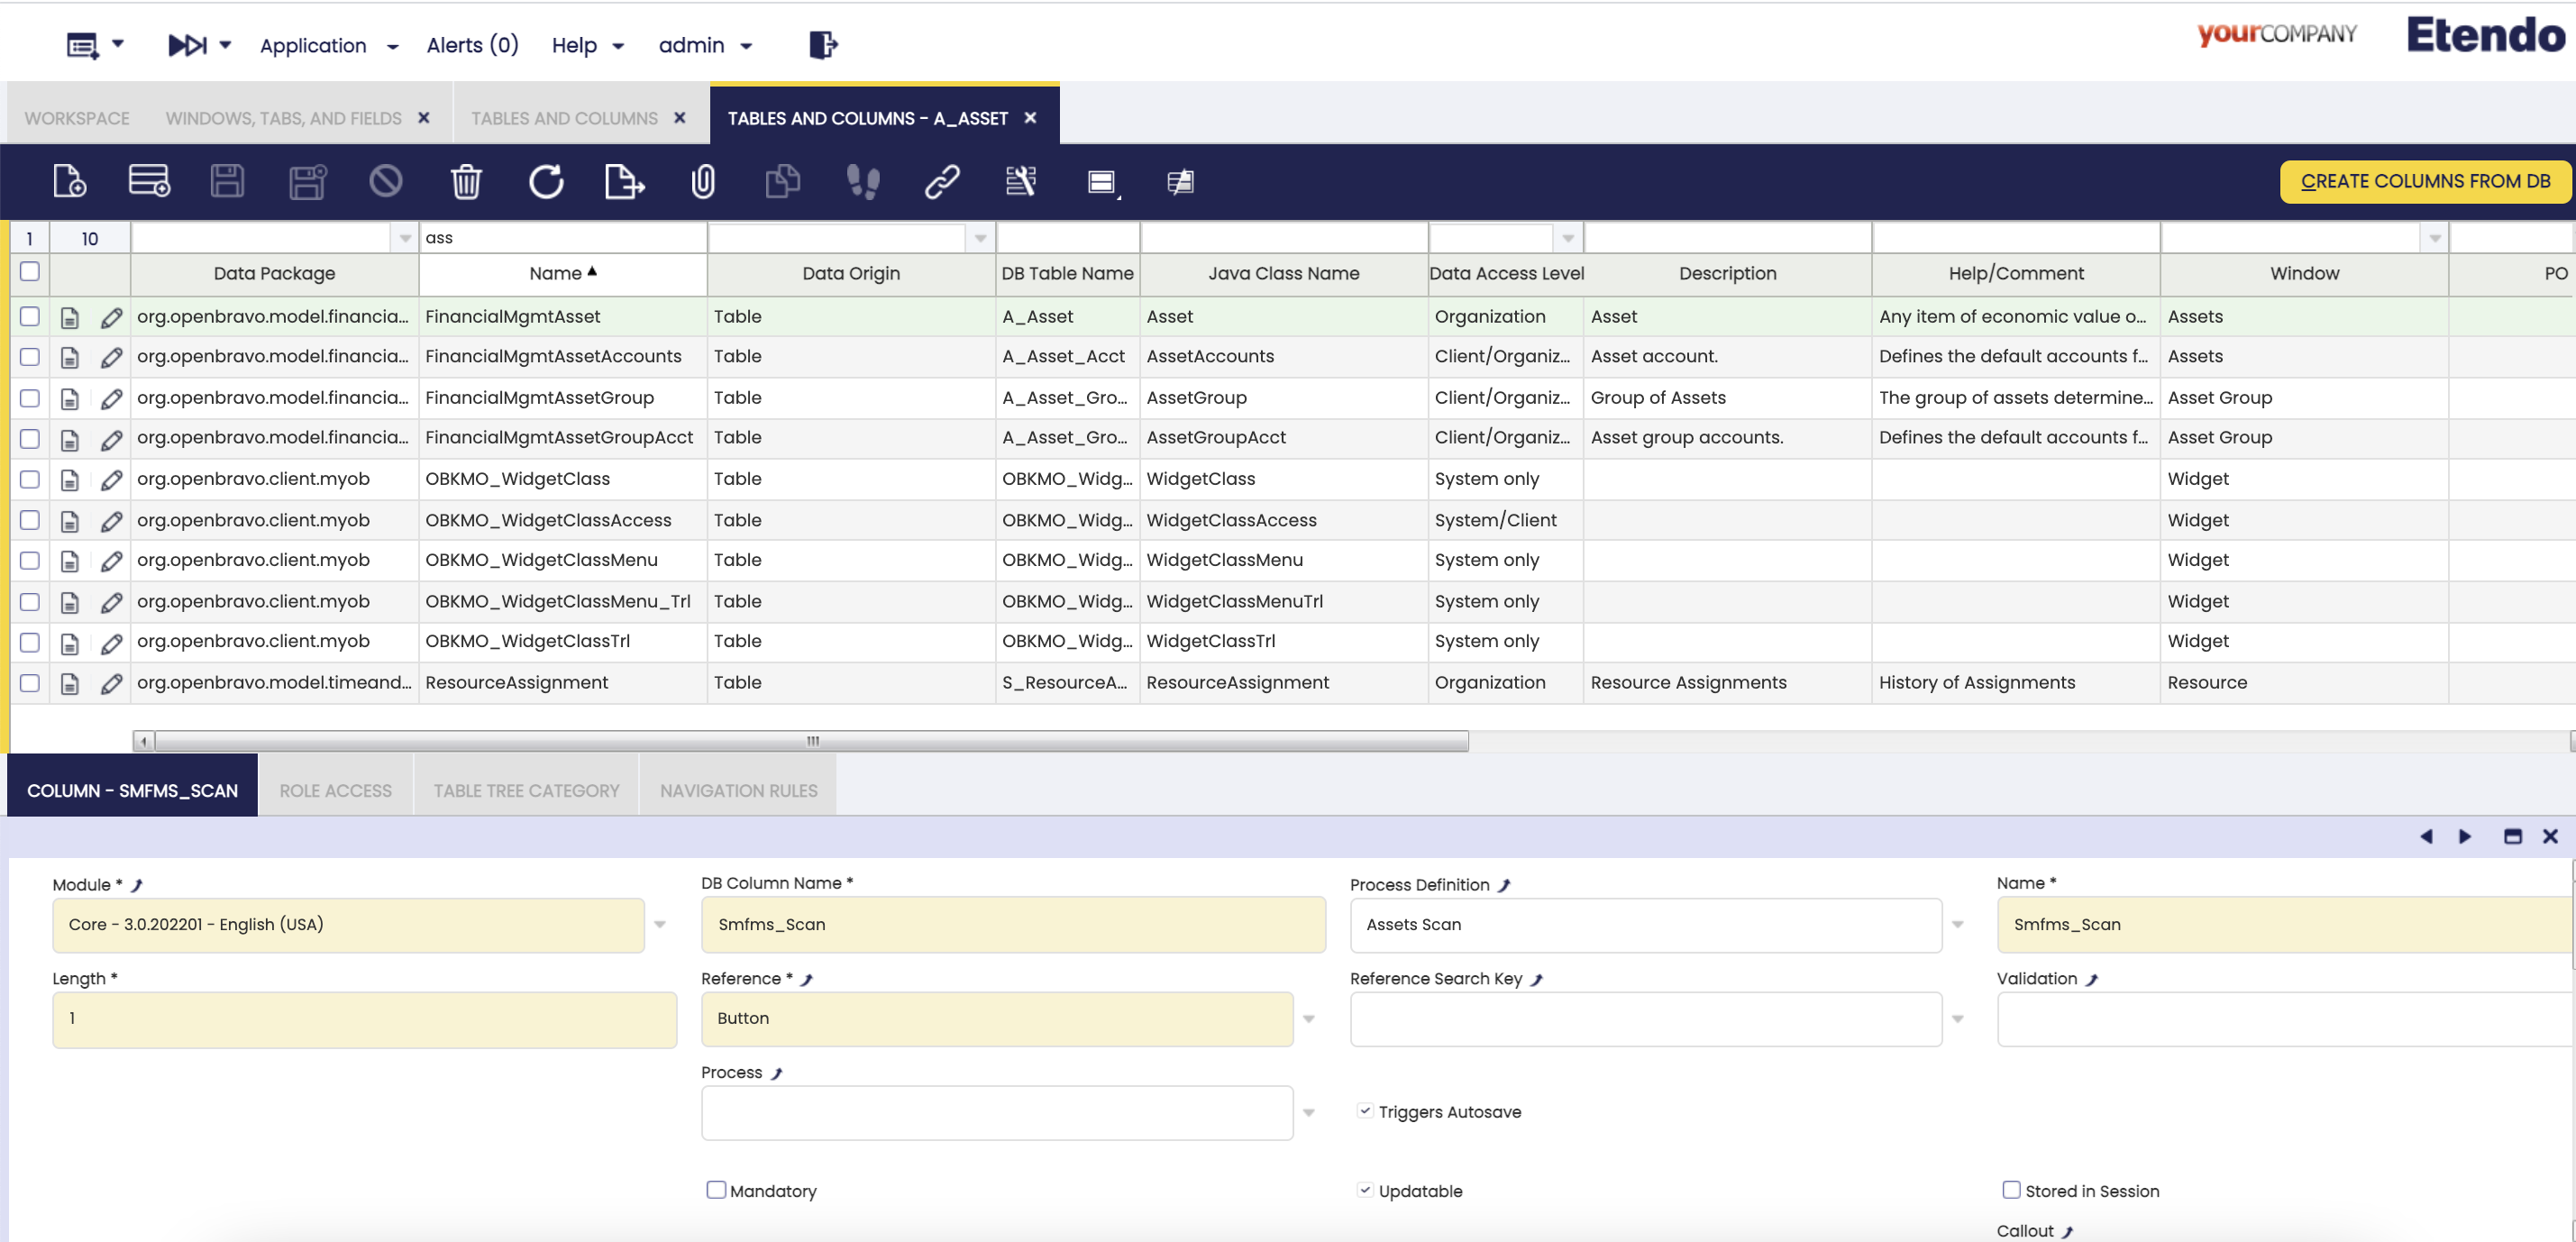 Application Alerts (0) Help admin yourCOMPANY Etendo
WORKSPACE WINDOWS, TABS, AND FIELDS TABLES AND COLUMNS TABLES AND COLUMNS - A_ASSET
CREATE COLUMNS FROM DB
1 10 ass
Data Package Name Data Origin DB Table Name Java Class Name Data Access Level Description Help/Comment Window PO
org.openbravo.model.financia... FinancialMgmtAsset Table A_Asset Asset Organization Asset Any item of economic value o... Assets
org.openbravo.model.financia... FinancialMgmtAssetAccounts Table A_Asset_Acct AssetAccounts Client/Organiz... Asset account. Defines the default accounts f... Assets
org.openbravo.model.financia... FinancialMgmtAssetGroup Table A_Asset_Gro... AssetGroup Client/Organiz... Group of Assets The group of assets determine... Asset Group
org.openbravo.model.financia... FinancialMgmtAssetGroupAcct Table A_Asset_Gro... AssetGroupAcct Client/Organiz... Asset group accounts. Defines the default accounts f... Asset Group
org.openbravo.client.myob OBKMO_WidgetClass Table OBKMO_Widg... WidgetClass System only Widget
org.openbravo.client.myob OBKMO_WidgetClassAccess Table OBKMO_Widg... WidgetClassAccess System/Client Widget
org.openbravo.client.myob OBKMO_WidgetClassMenu Table OBKMO_Widg... WidgetClassMenu System only Widget
org.openbravo.client.myob OBKMO_WidgetClassMenu_Trl Table OBKMO_Widg... WidgetClassMenuTrl System only Widget
org.openbravo.client.myob OBKMO_WidgetClassTrl Table OBKMO_Widg... WidgetClassTrl System only Widget
org.openbravo.model.timeand... ResourceAssignment Table S_ResourceA... ResourceAssignment Organization Resource Assignments History of Assignments Resource
COLUMN - SMFMS_SCAN ROLE ACCESS TABLE TREE CATEGORY NAVIGATION RULES
Module * DB Column Name * Process Definition Name *
Core - 3.0.202201 - English (USA) Smfms_Scan Assets Scan Smfms_Scan
Length * Reference * Reference Search Key Validation
1 Button
Process
Triggers Autosave
Mandatory Updatable Stored in Session
Callout